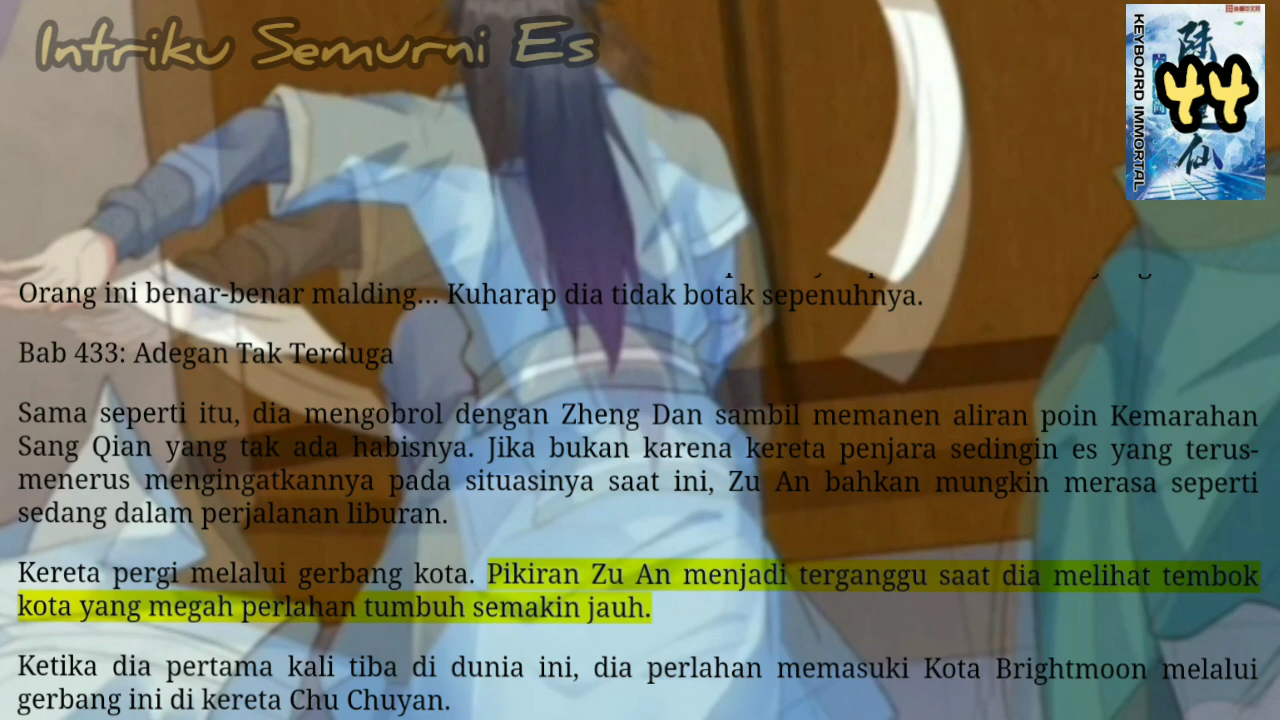 Intriku Semurni Es
KEYBOARD IMMORTAL
44
仙
Orang ini benar-benar malding... Kuharap dia tidak botak sepenuhnya.
Bab 433: Adegan Tak Terduga
Sama seperti itu, dia mengobrol dengan Zheng Dan sambil memanen aliran poin Kemarahan
Sang Qian yang tak ada habisnya. Jika bukan karena kereta penjara sedingin es yang terus-
menerus mengingatkannya pada situasinya saat ini, Zu An bahkan mungkin merasa seperti
sedang dalam perjalanan liburan.
Kereta pergi melalui gerbang kota. Pikiran Zu An menjadi terganggu saat dia melihat tembok
kota yang megah perlahan tumbuh semakin jauh.
Ketika dia pertama kali tiba di dunia ini, dia perlahan memasuki Kota Brightmoon melalui
gerbang ini di kereta Chu Chuyan.